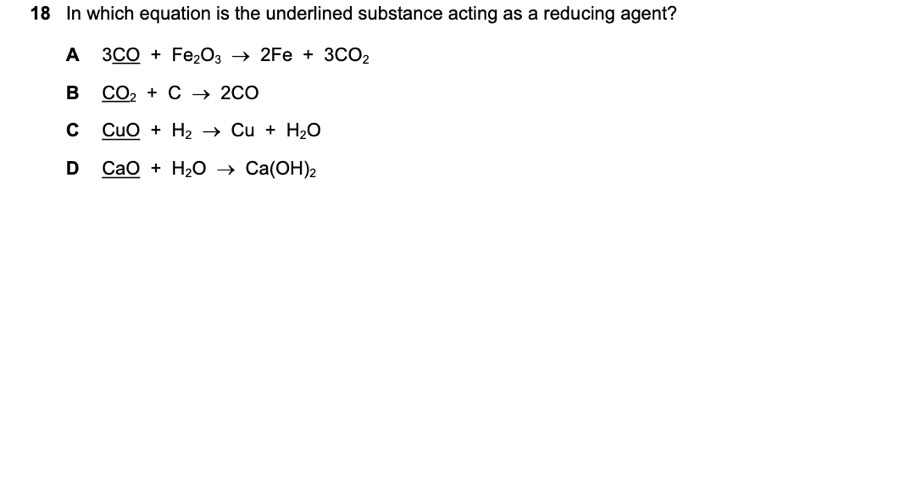 18 In which equation is the underlined substance acting as a reducing agent?
A 3CO + Fe₂O₃ → 2Fe + 3CO₂
B CO₂ + C → 2CO
C CuO + H₂ → Cu + H₂O
D CaO + H₂O → Ca(OH)₂